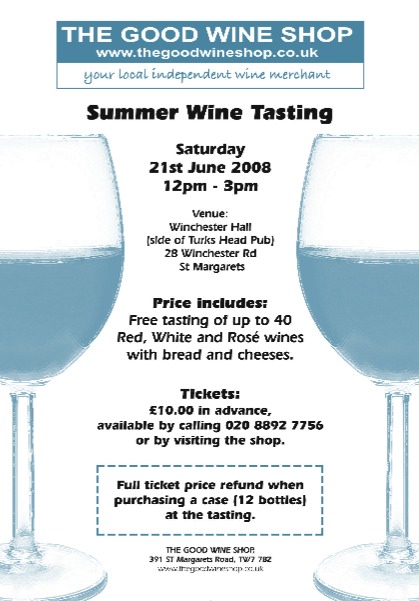 THE GOOD WINE SHOP
www.thegoodwineshop.co.uk
your local independent wine merchant
Summer Wine Tasting
Saturday
21st June 2008
12pm - 3pm
Venue:
Winchester Hall
(side of Turks Head Pub)
28 Winchester Rd
St Margarets
Price includes:
Free tasting of up to 40
Red, White and Rosé wines
with bread and cheeses.
Tickets:
£10.00 in advance,
available by calling 020 8892 7756
or by visiting the shop.
Full ticket price refund when
purchasing a case (12 bottles)
at the tasting.
THE GOOD WINE SHOP,
391 ST Margarets Road, TW7 7BZ
www.thegoodwineshop.co.uk